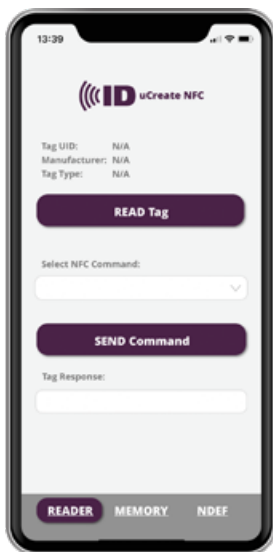 13:39
ID uCreate NFC
Tag UID: N/A
Manufacturer: N/A
Tag Type: N/A
READ Tag
Select NFC Command:
SEND Command
Tag Response:
READER MEMORY NDEF